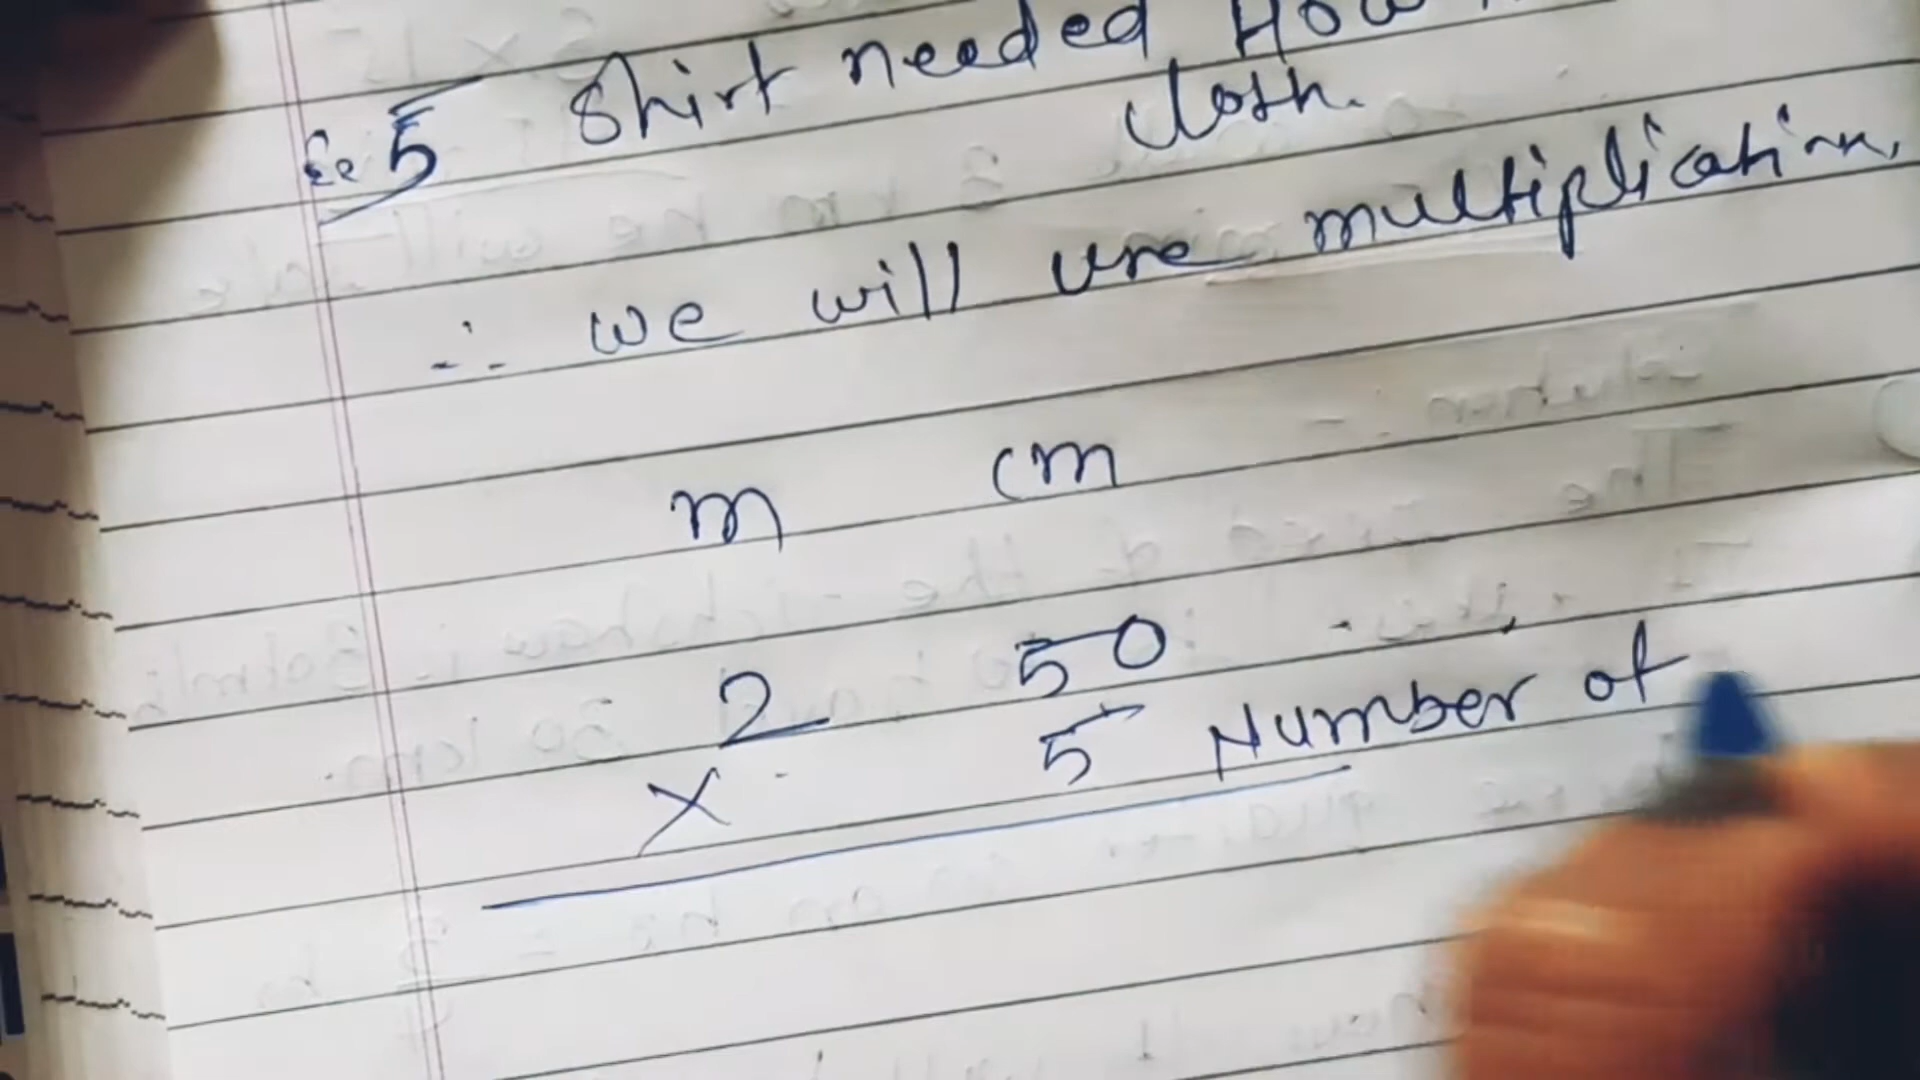 5 Shirt needed How
cloth.
∴ we will use multiplication.
m cm
2 50
× 5 Number of